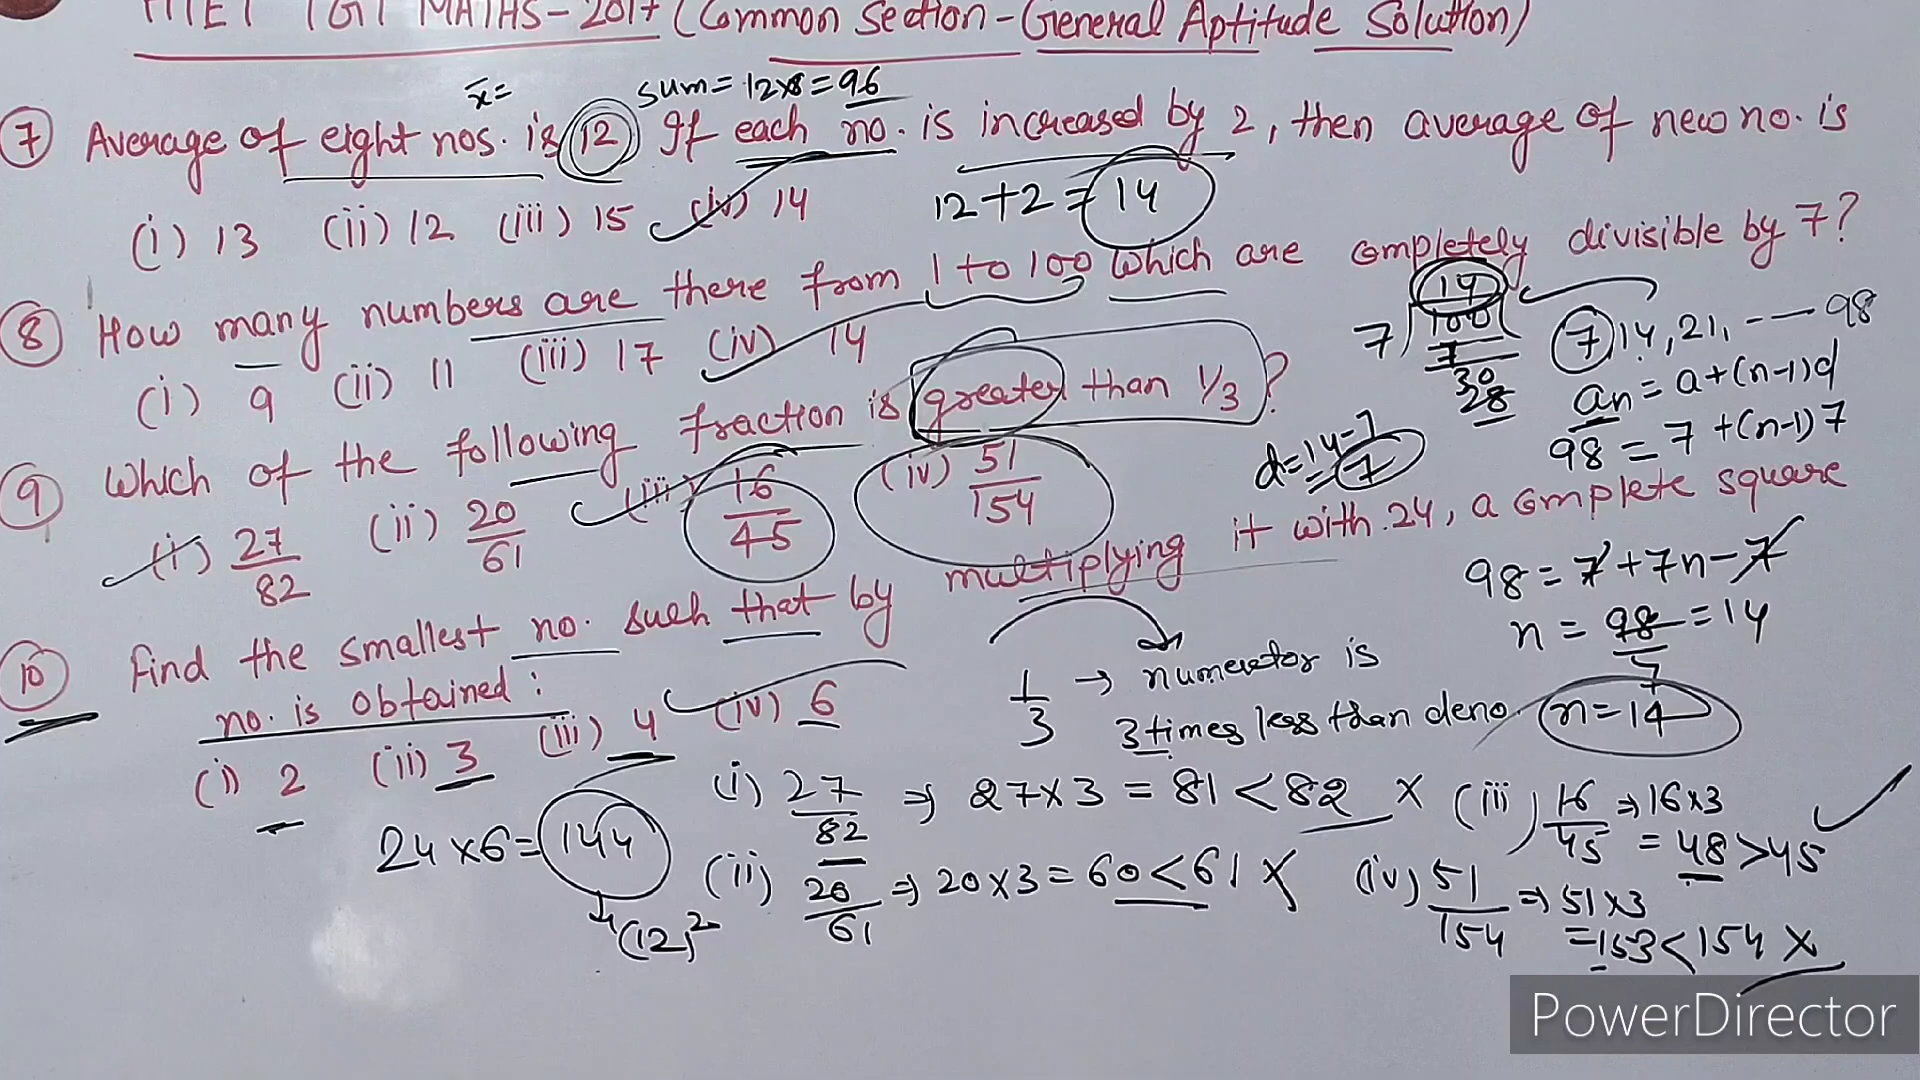 TGT MATHS-2017 (Common Section-General Aptitude Solution)
x̄= sum=12×8=96
⑦ Average of eight nos. is 12 If each no. is increased by 2, then average of new no. is
(i) 13 (ii) 12 (iii) 15 (iv) 14 12+2=14
⑧ How many numbers are there from 1 to 100 which are completely divisible by 7?
(i) 9 (ii) 11 (iii) 17 (iv) 14
14
7)100
7
30
28
7,14,21,---98
an=a+(n-1)d
98=7+(n-1)7
d=14-7
=7
98=7+7n-7
n=98/7=14
n=14
⑨ Which of the following fraction is greater than 1/3?
(i) 27/82 (ii) 20/61 (iii) 16/45 (iv) 51/154
⑩ Find the smallest no. such that by multiplying it with 24, a complete square
no. is obtained:
(i) 2 (ii) 3 (iii) 4 (iv) 6
24×6=144
(12)²
1/3 → numerator is
3 times less than deno.
(i) 27/82 ⇒ 27×3=81<82 ×
(ii) 20/61 ⇒ 20×3=60<61 ×
(iii) 16/45 ⇒ 16×3
=48>45
(iv) 51/154 ⇒ 51×3
=153<154 ×
PowerDirector